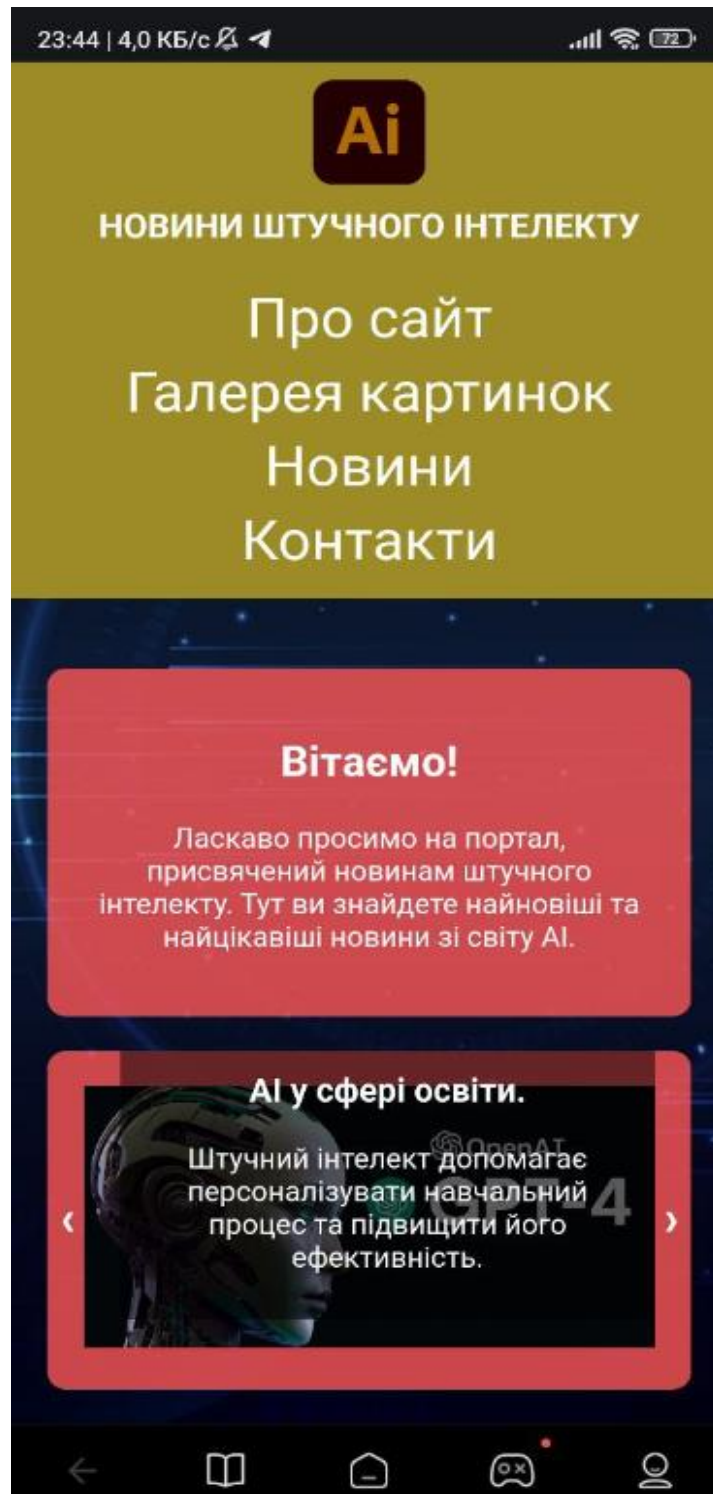 23:44 | 4,0 КБ/с
72
Ai
НОВИНИ ШТУЧНОГО ІНТЕЛЕКТУ
Про сайт
Галерея картинок
Новини
Контакти
Вітаємо!
Ласкаво просимо на портал,
присвячений новинам штучного
інтелекту. Тут ви знайдете найновіші та
найцікавіші новини зі світу AI.
AI у сфері освіти.
OpenAI
Штучний інтелект допомагає
персоналізувати навчальний
GPT-4
процес та підвищити його
ефективність.